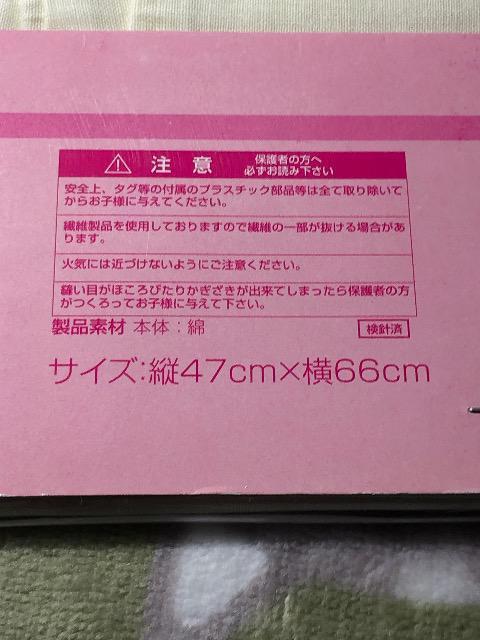 注意 保護者の方へ
必ずお読み下さい
安全上、タグ等の付属のプラスチック部品等は全て取り除いて
からお子様に与えてください。
繊維製品を使用しておりますので繊維の一部が抜ける場合があ
ります。
火気には近づけないようにご注意ください。
縫い目がほころびたりかぎざきが出来てしまったら保護者の方
がつくろってお子様に与えて下さい。
製品素材 本体：綿 検針済
サイズ：縦47cm×横66cm